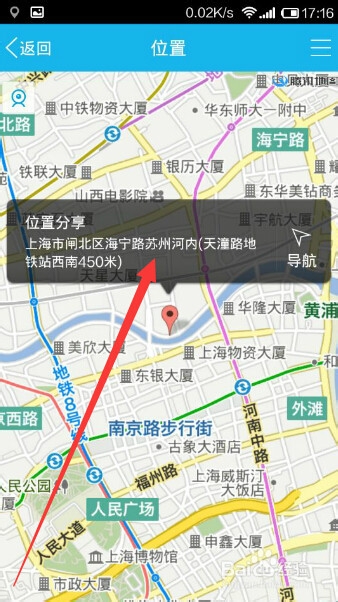 0.02K/s 17:16
返回 位置
中铁物资大厦
华东师大一附中
北路
海宁路
铁联大厦
银历大厦
山西电影院
东华美钻商
宇航大厦
位置分享
上海市闸北区海宁路苏州河内(天潼路地
铁站西南450米)
导航
天星大厦
华隆大厦
黄浦
美欣大厦
上海物资大厦
东银大厦
地铁8号线
京西路
外滩
南京路步行街
河南中路
古象大酒店
福州路
人民公园
上海威斯汀
大饭店
人民广场
人民大道
申鑫大厦
上海博物馆
市政大厦
Baidu经验